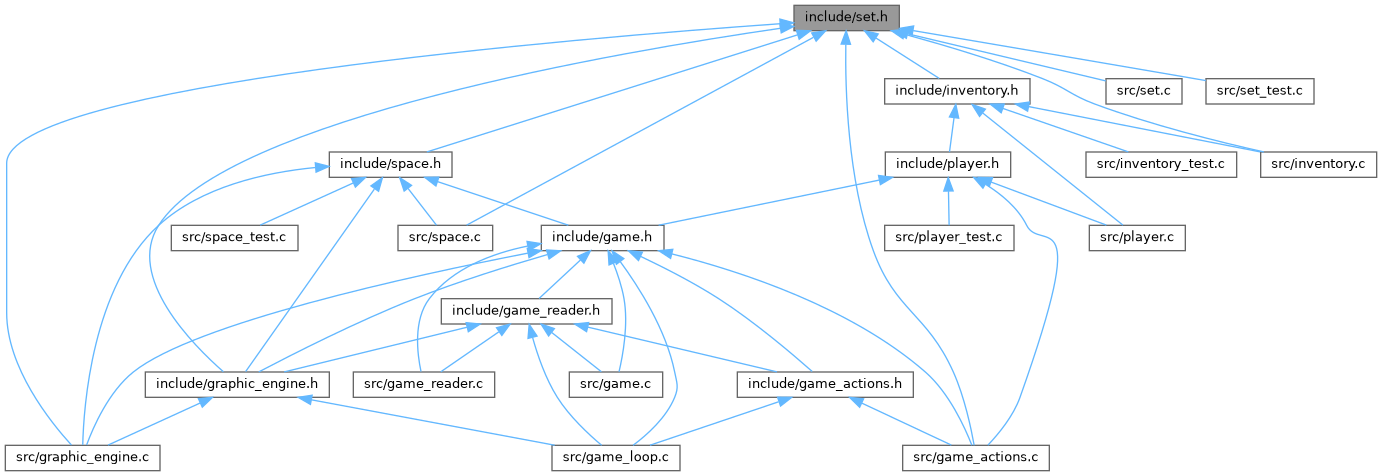 include/set.h
include/inventory.h
src/set.c
src/set_test.c
include/space.h
include/player.h
src/inventory_test.c
src/inventory.c
src/space_test.c
src/space.c
include/game.h
src/player_test.c
src/player.c
include/game_reader.h
include/graphic_engine.h
src/game_reader.c
src/game.c
include/game_actions.h
src/graphic_engine.c
src/game_loop.c
src/game_actions.c